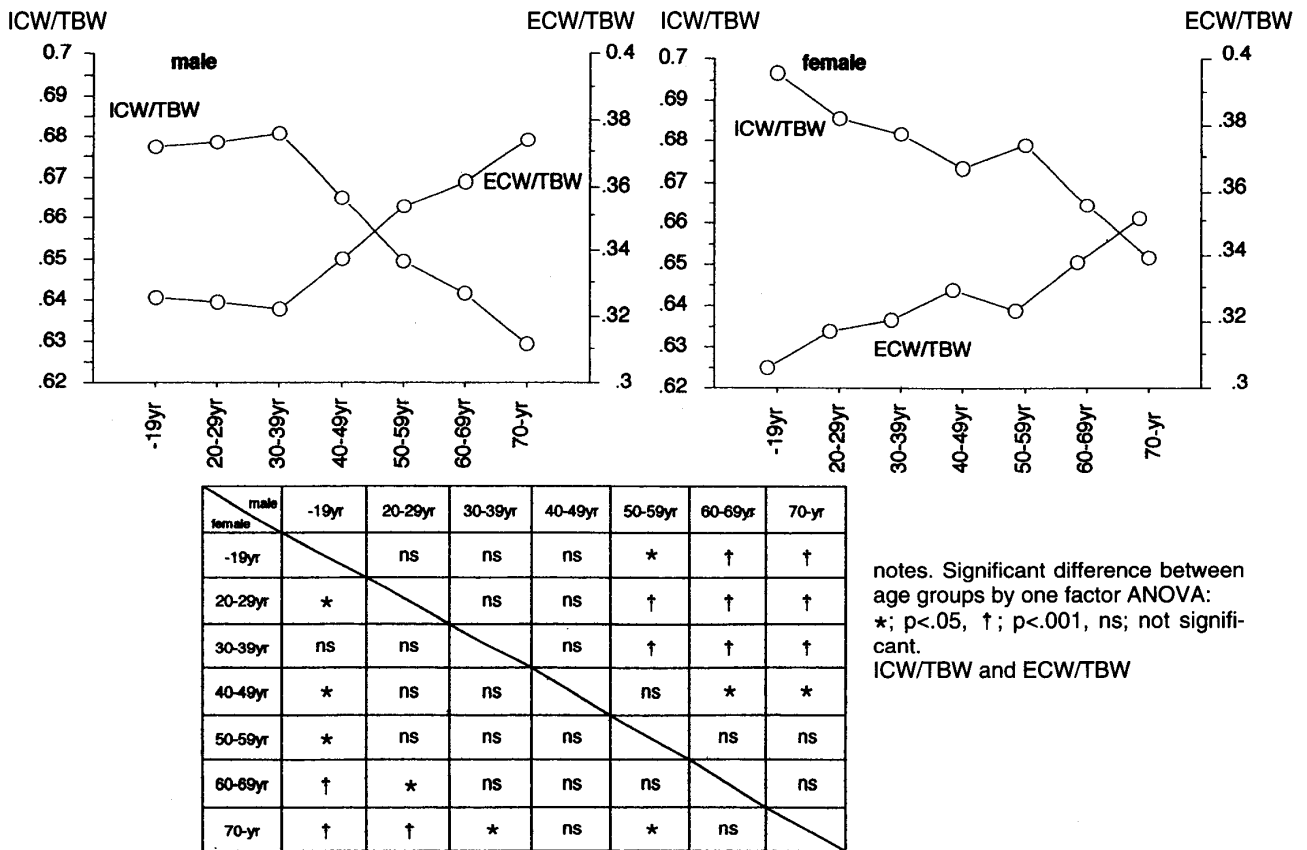 ICW/TBW
ECW/TBW
0.7
.69
.68
.67
.66
.65
.64
.63
.62
male
ICW/TBW
ECW/TBW
0.4
.38
.36
.34
.32
.3
-19yr
20-29yr
30-39yr
40-49yr
50-59yr
60-69yr
70-yr
ICW/TBW
ECW/TBW
0.7
.69
.68
.67
.66
.65
.64
.63
.62
female
ICW/TBW
ECW/TBW
0.4
.38
.36
.34
.32
.3
-19yr
20-29yr
30-39yr
40-49yr
50-59yr
60-69yr
70-yr
male
female
-19yr 20-29yr 30-39yr 40-49yr 50-59yr 60-69yr 70-yr
-19yr ns ns ns * † †
20-29yr * ns ns † † †
30-39yr ns ns ns † † †
40-49yr * ns ns ns * *
50-59yr * ns ns ns ns ns
60-69yr † * ns ns ns ns
70-yr † † * ns * ns
notes. Significant difference between
age groups by one factor ANOVA:
*; p<.05, †; p<.001, ns; not signifi-
cant.
ICW/TBW and ECW/TBW